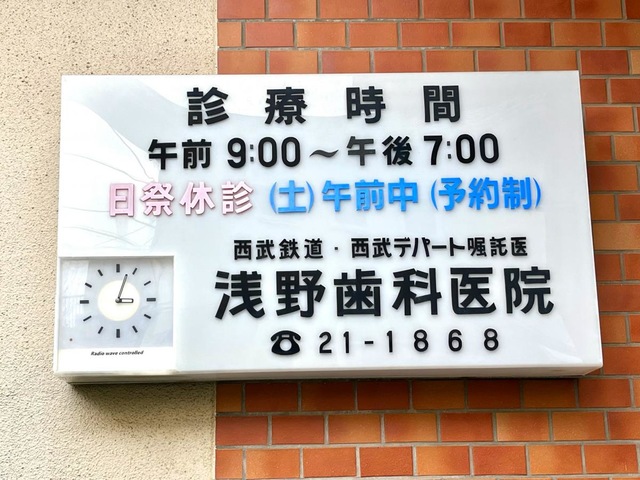 診療時間
午前 9:00～午後 7:00
日祭休診 (土)午前中 (予約制)
西武鉄道・西武デパート嘱託医
浅野歯科医院
☎ 21-1868
Radio wave controlled